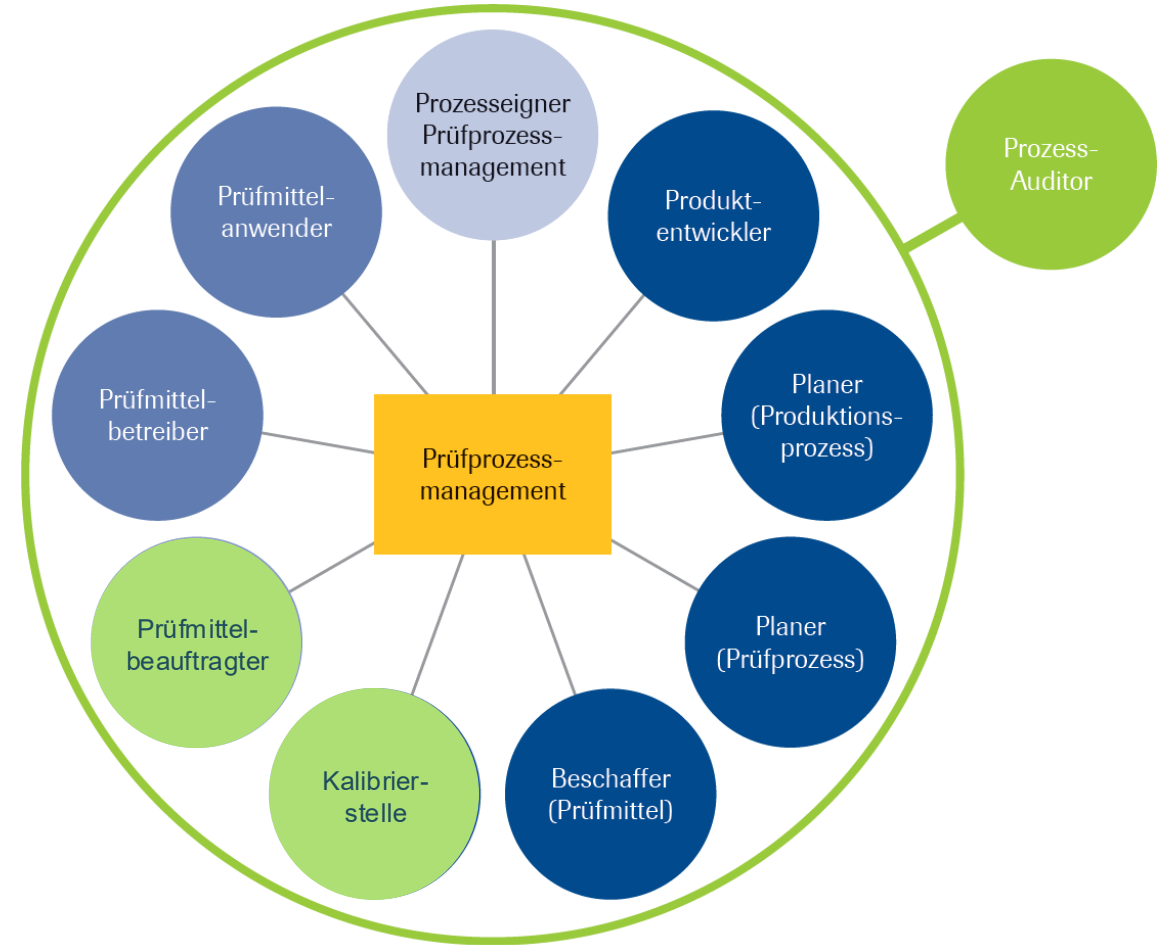 Prozesseigner
Prüfprozess-
management
Produkt-
entwickler
Planer
(Produktions-
prozess)
Planer
(Prüfprozess)
Beschaffer
(Prüfmittel)
Kalibrier-
stelle
Prüfmittel-
beauftragter
Prüfmittel-
betreiber
Prüfmittel-
anwender
Prüfprozess-
management
Prozess-
Auditor